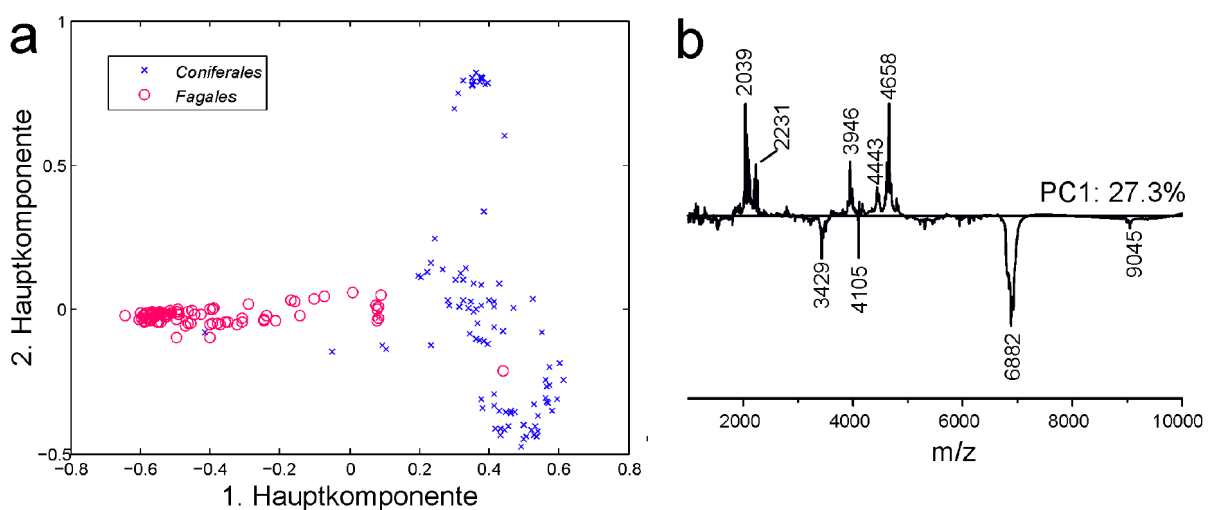 a
2. Hauptkomponente
1
0.5
0
−0.5
Coniferales
Fagales
−0.8 −0.6 −0.4 −0.2 0 0.2 0.4 0.6 0.8
1. Hauptkomponente
b
2039
2231
3946
4443
4658
PC1: 27.3%
3429
4105
6882
9045
2000 4000 6000 8000 10000
m/z